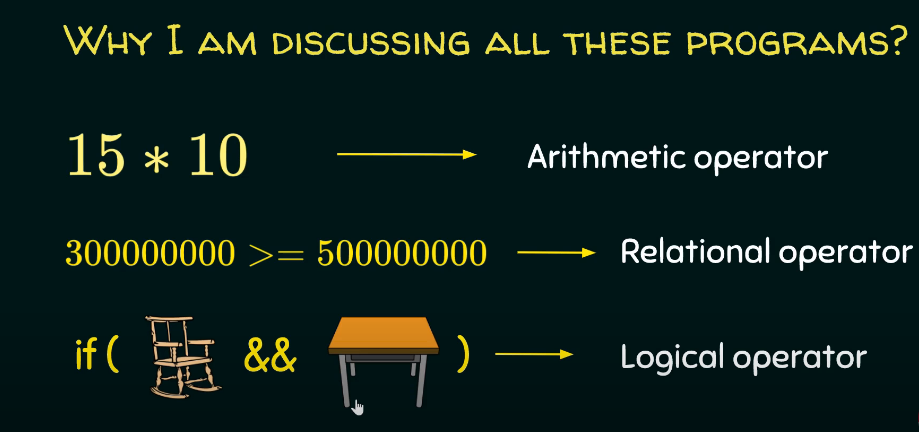 Why I am discussing all these programs?
15 * 10 Arithmetic operator
300000000 >= 500000000 Relational operator
if ( && ) Logical operator